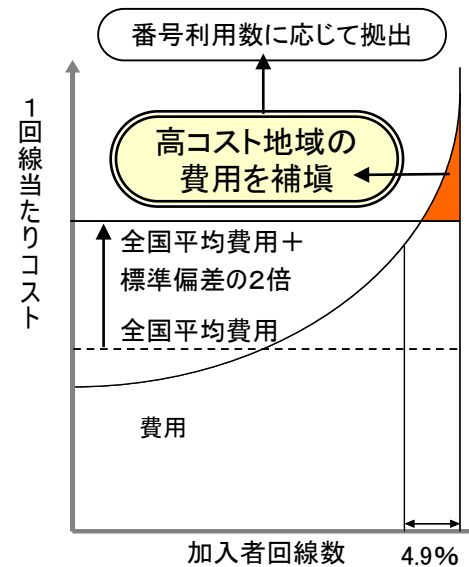 番号利用数に応じて拠出
高コスト地域の
費用を補塡
1回線当たりコスト
全国平均費用＋
標準偏差の2倍
全国平均費用
費用
加入者回線数
4.9%